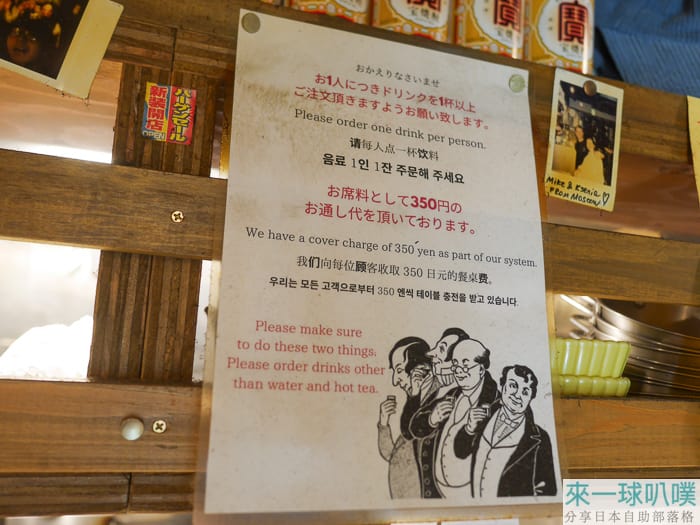 おかえりなさいませ
お1人につきドリンクを1杯以上
ご注文頂きますようお願い致します。
Please order one drink per person.
请每人点一杯饮料
음료 1인 1잔 주문해 주세요
お席料として350円の
お通し代を頂いております。
We have a cover charge of 350 yen as part of our system.
我们向每位顾客收取 350 日元的餐桌费。
우리는 모든 고객으로부터 350 엔씩 테이블 충전을 받고 있습니다.
Please make sure
to do these two things.
Please order drinks other
than water and hot tea.
バーゲンセール
新装開店
OPEN
Mike & Ksenia
FROM MOSCOW
來一球叭噗
分享日本自助部落格